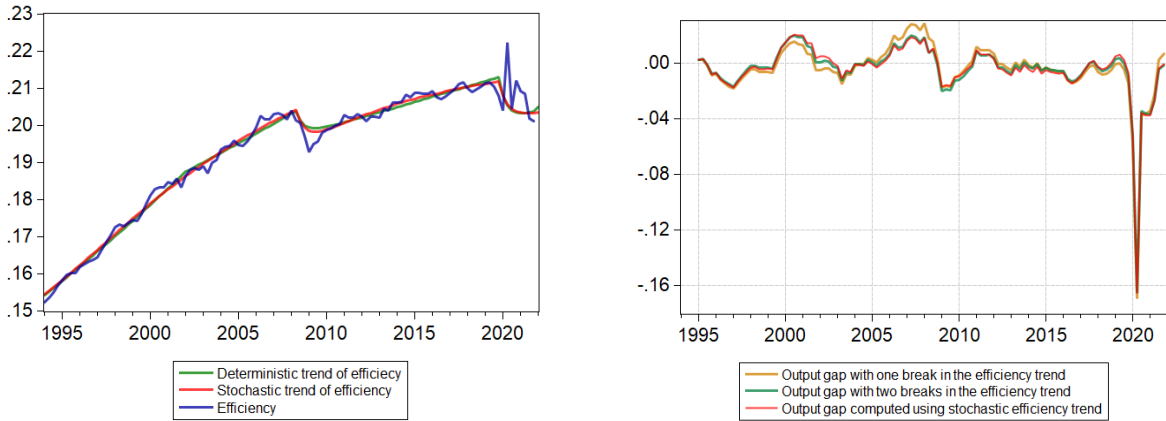 .23
.22
.21
.20
.19
.18
.17
.16
.15
1995 2000 2005 2010 2015 2020
Deterministic trend of efficiecy
Stochastic trend of efficiency
Efficiency
.00
-.04
-.08
-.12
-.16
1995 2000 2005 2010 2015 2020
Output gap with one break in the efficiency trend
Output gap with two breaks in the efficiency trend
Output gap computed using stochastic efficiency trend